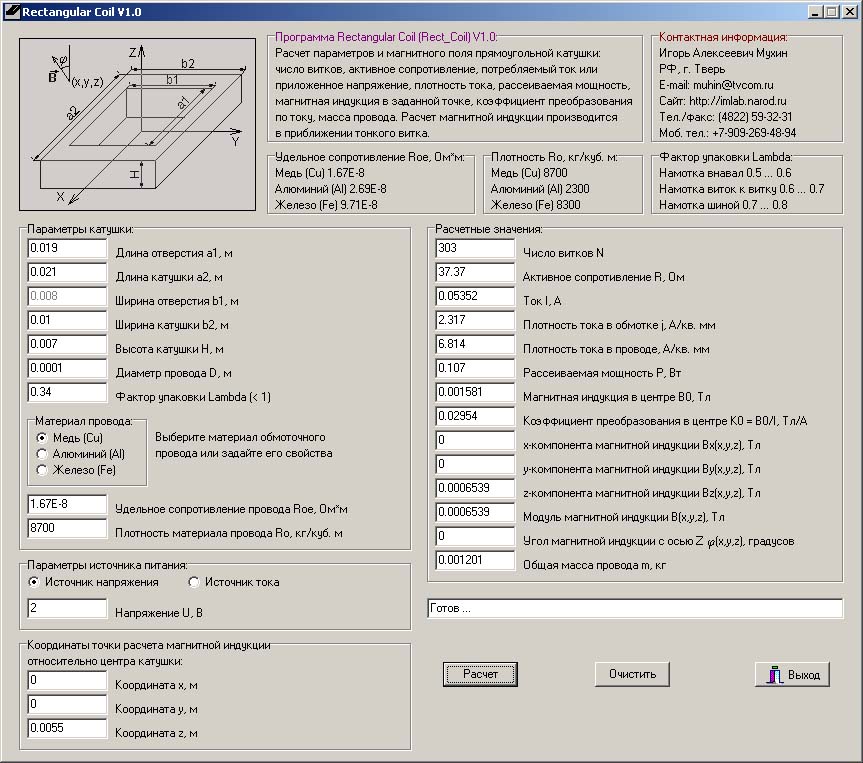 Rectangular Coil V1.0
Z
b2
b1
φ
B
(x,y,z)
a1
a2
Y
H
X
Программа Rectangular Coil (Rect_Coil) V1.0:
Расчет параметров и магнитного поля прямоугольной катушки:
число витков, активное сопротивление, потребляемый ток или
приложенное напряжение, плотность тока, рассеиваемая мощность,
магнитная индукция в заданной точке, коэффициент преобразования
по току, масса провода. Расчет магнитной индукции производится
в приближении тонкого витка.
Контактная информация:
Игорь Алексеевич Мухин
РФ, г. Тверь
E-mail: muhin@tvcom.ru
Сайт: http://imlab.narod.ru
Тел./факс: (4822) 59-32-31
Моб. тел.: +7-909-269-48-94
Удельное сопротивление Roe, Ом*м:
Медь (Cu) 1.67E-8
Алюминий (Al) 2.69E-8
Железо (Fe) 9.71E-8
Плотность Ro, кг/куб. м:
Медь (Cu) 8700
Алюминий (Al) 2300
Железо (Fe) 8300
Фактор упаковки Lambda:
Намотка внавал 0.5 ... 0.6
Намотка виток к витку 0.6 ... 0.7
Намотка шиной 0.7 ... 0.8
Параметры катушки:
0.019 Длина отверстия a1, м
0.021 Длина катушки a2, м
0.008 Ширина отверстия b1, м
0.01 Ширина катушки b2, м
0.007 Высота катушки H, м
0.0001 Диаметр провода D, м
0.34 Фактор упаковки Lambda (< 1)
Материал провода:
Медь (Cu)
Алюминий (Al)
Железо (Fe)
Выберите материал обмоточного
провода или задайте его свойства
1.67E-8 Удельное сопротивление провода Roe, Ом*м
8700 Плотность материала провода Ro, кг/куб. м
Параметры источника питания:
Источник напряжения Источник тока
2 Напряжение U, В
Координаты точки расчета магнитной индукции
относительно центра катушки:
0 Координата x, м
0 Координата y, м
0.0055 Координата z, м
Расчетные значения:
303 Число витков N
37.37 Активное сопротивление R, Ом
0.05352 Ток I, А
2.317 Плотность тока в обмотке j, А/кв. мм
6.814 Плотность тока в проводе, А/кв. мм
0.107 Рассеиваемая мощность P, Вт
0.001581 Магнитная индукция в центре B0, Тл
0.02954 Коэффициент преобразования в центре K0 = B0/I, Тл/А
0 x-компонента магнитной индукции Bx(x,y,z), Тл
0 y-компонента магнитной индукции By(x,y,z), Тл
0.0006539 z-компонента магнитной индукции Bz(x,y,z), Тл
0.0006539 Модуль магнитной индукции B(x,y,z), Тл
0 Угол магнитной индукции с осью Z φ(x,y,z), градусов
0.001201 Общая масса провода m, кг
Готов ...
Расчет Очистить Выход